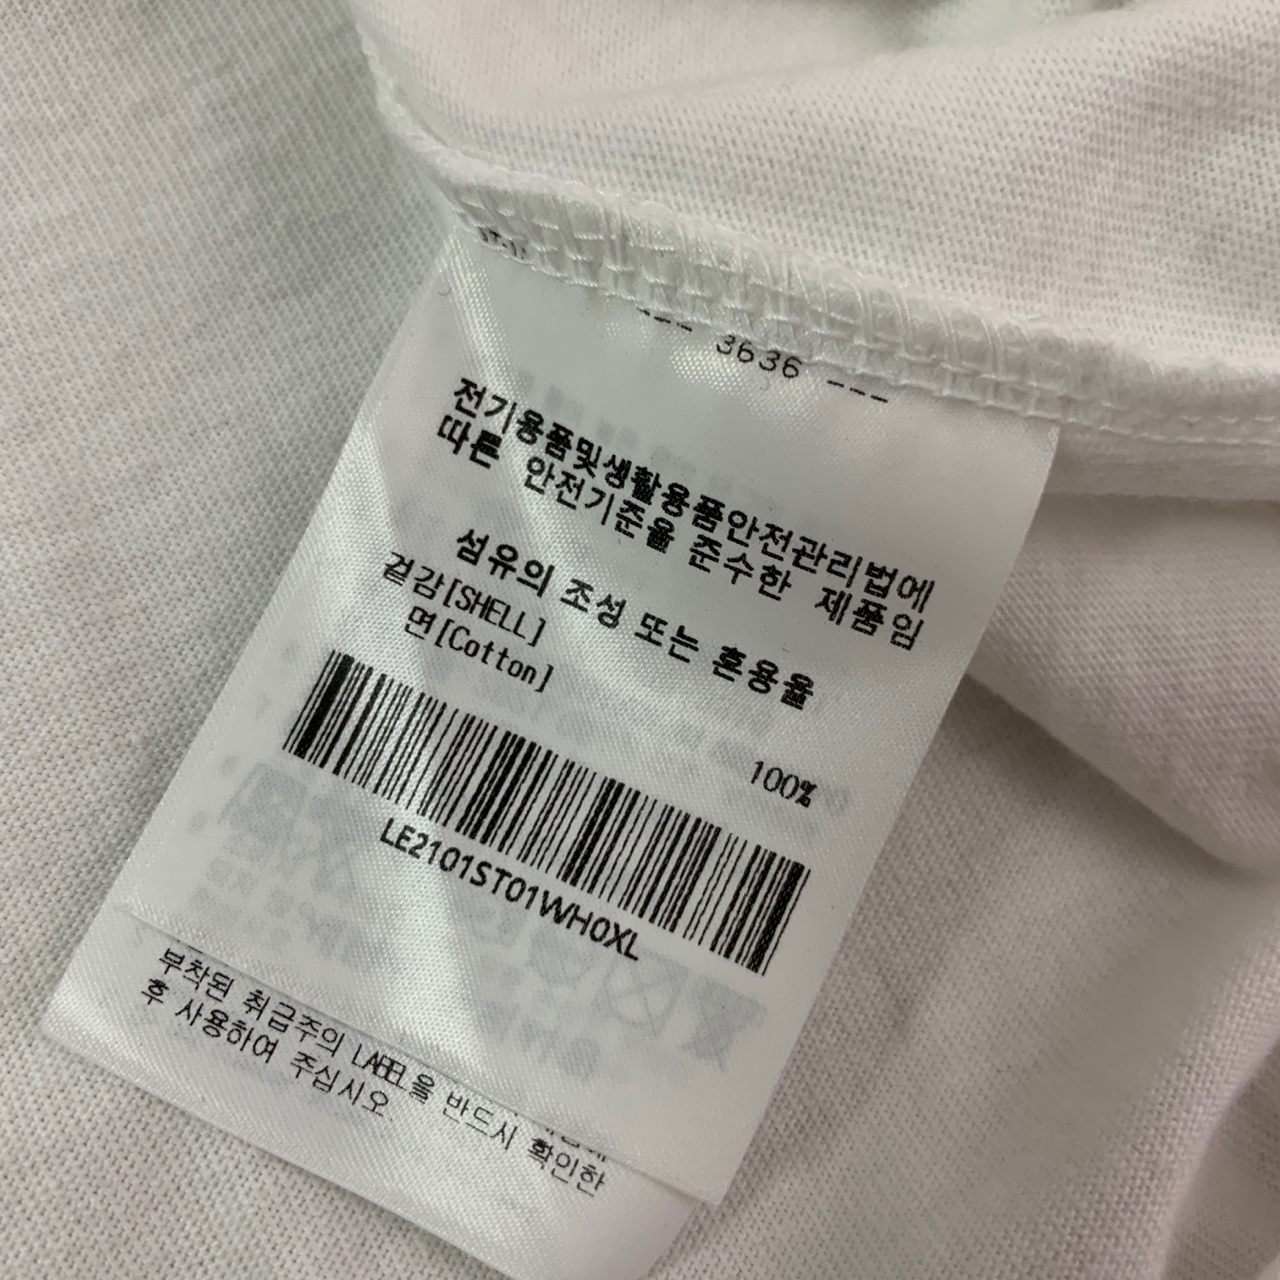 --- 3636 ---
전기용품및생활용품안전관리법에
따른 안전기준을 준수한 제품임
섬유의 조성 또는 혼용율
겉감[SHELL]
면[Cotton]
100%
LE2101ST01WH0XL
부착된 취급주의 LABEL을 반드시 확인한
후 사용하여 주십시오.